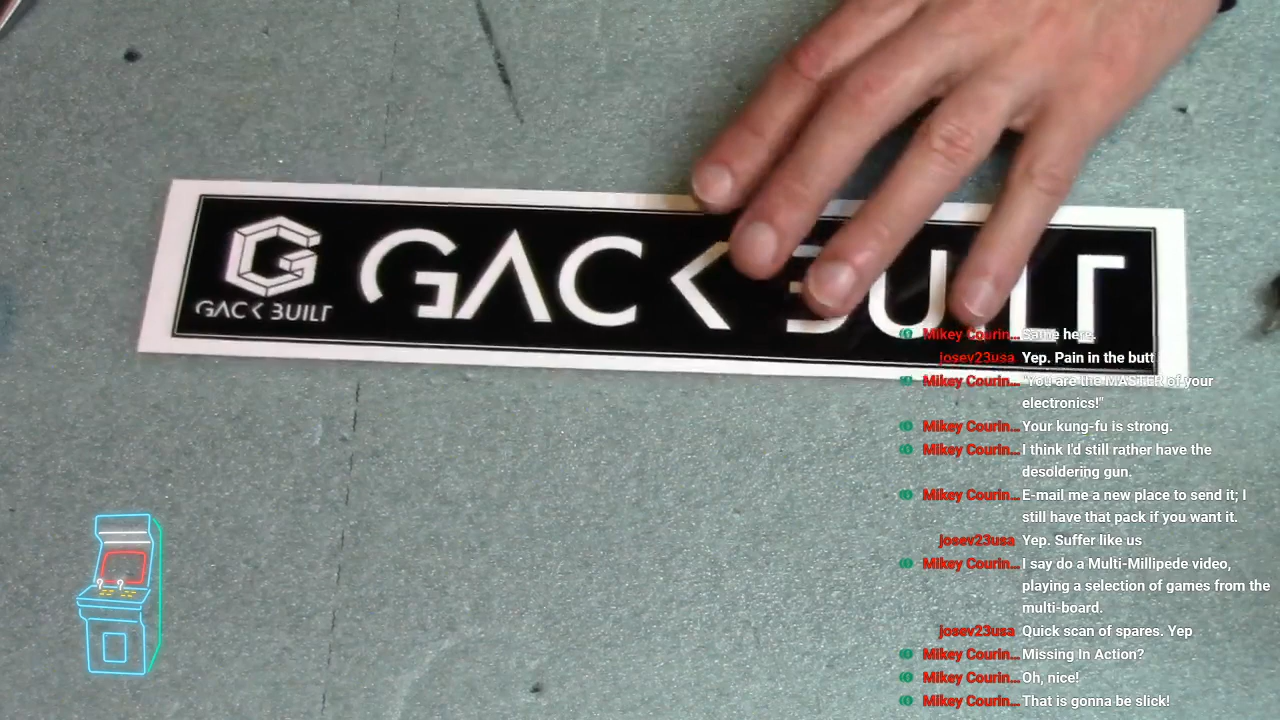 GACK BUILT
GACK BUILT
Mikey Courin... Same here.
josev23usa Yep. Pain in the butt
Mikey Courin... "You are the MASTER of your
electronics!"
Mikey Courin... Your kung-fu is strong.
Mikey Courin... I think I'd still rather have the
desoldering gun.
Mikey Courin... E-mail me a new place to send it; I
still have that pack if you want it.
josev23usa Yep. Suffer like us
Mikey Courin... I say do a Multi-Millipede video,
playing a selection of games from the
multi-board.
josev23usa Quick scan of spares. Yep
Mikey Courin... Missing In Action?
Mikey Courin... Oh, nice!
Mikey Courin... That is gonna be slick!